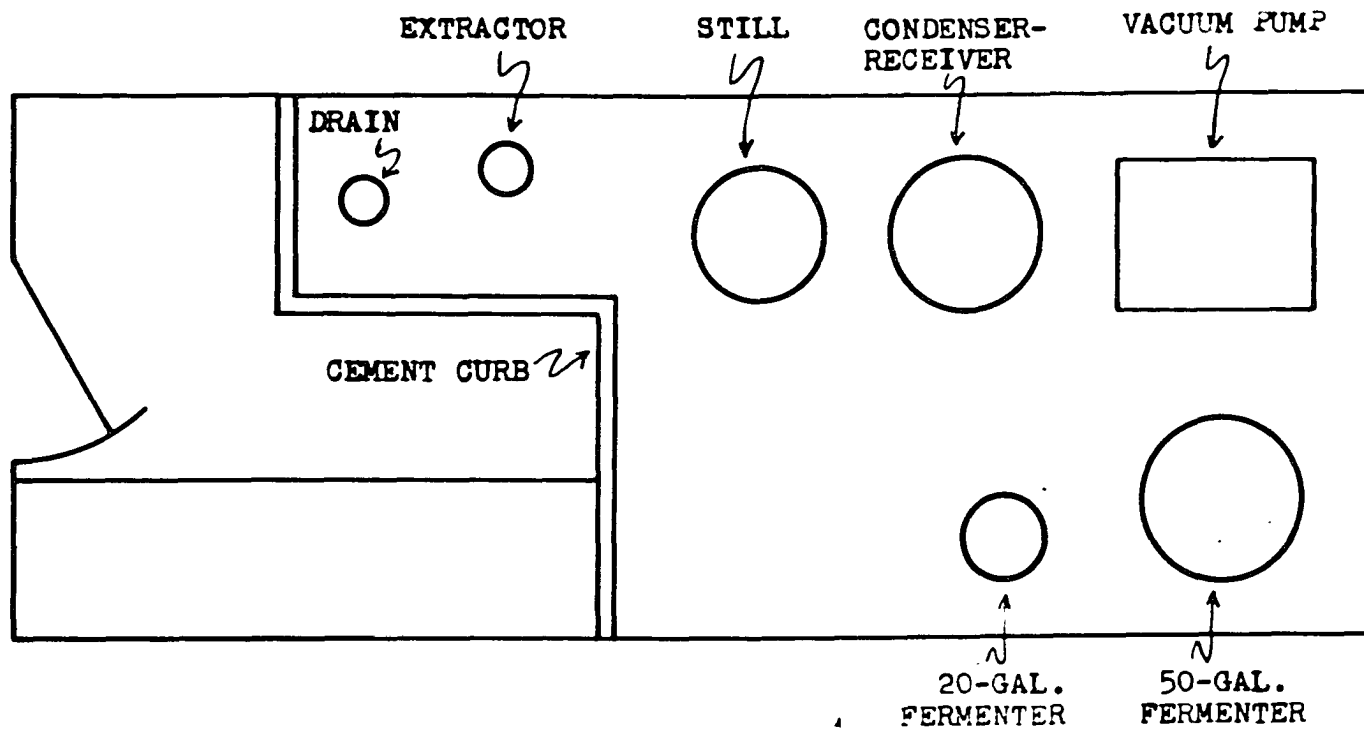 EXTRACTOR
STILL
CONDENSER-
RECEIVER
VACUUM PUMP
DRAIN
CEMENT CURB
20-GAL.
FERMENTER
50-GAL.
FERMENTER